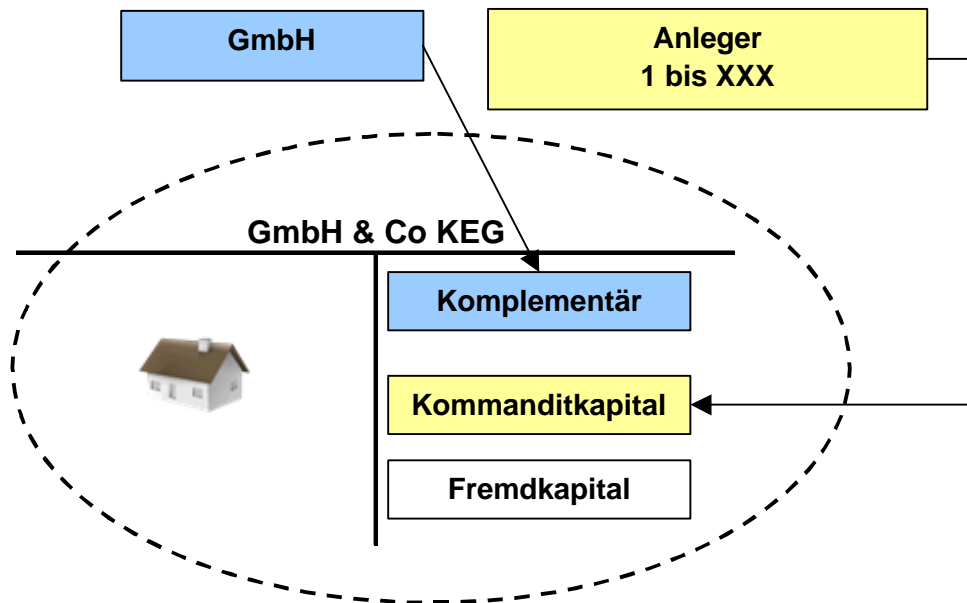 GmbH
Anleger
1 bis XXX
GmbH & Co KEG
Komplementär
Kommanditkapital
Fremdkapital